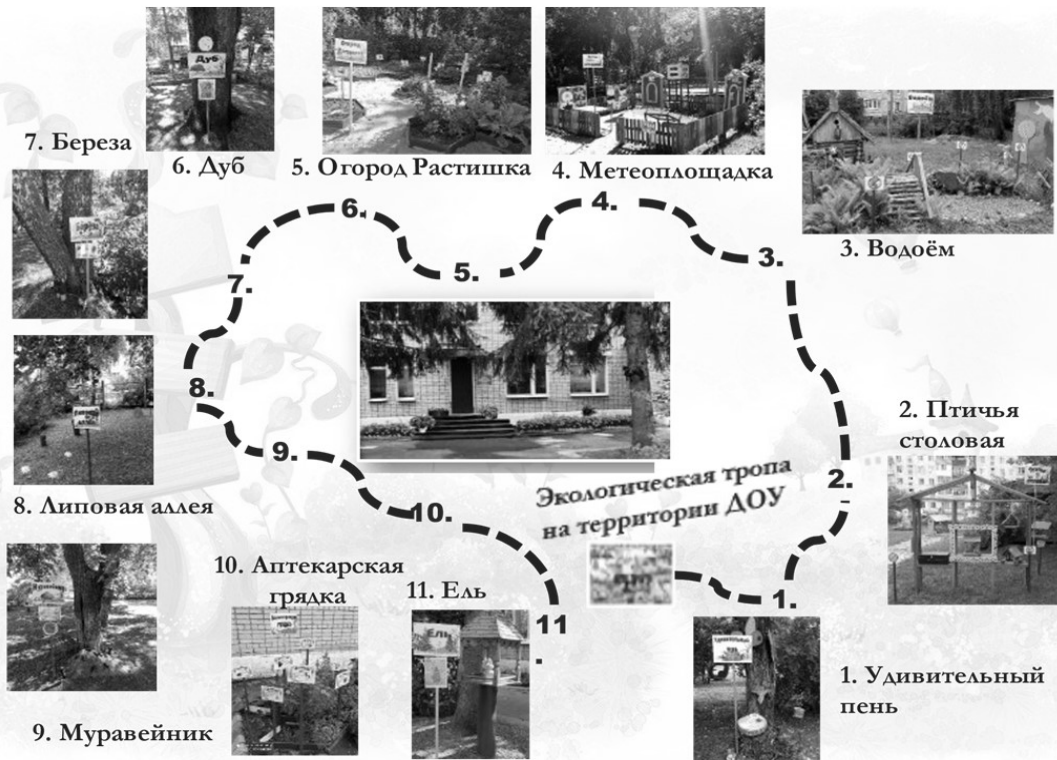 Дуб
7. Береза
6. Дуб
5. Огород Растишка
4. Метеоплощадка
Водоём
3. Водоём
6.
4.
5.
3.
7.
8.
9.
10.
2.
1.
11
.
Экологическая тропа
на территории ДОУ
2. Птичья
столовая
8. Липовая аллея
10. Аптекарская
грядка
11. Ель
Ель
1. Удивительный
пень
9. Муравейник